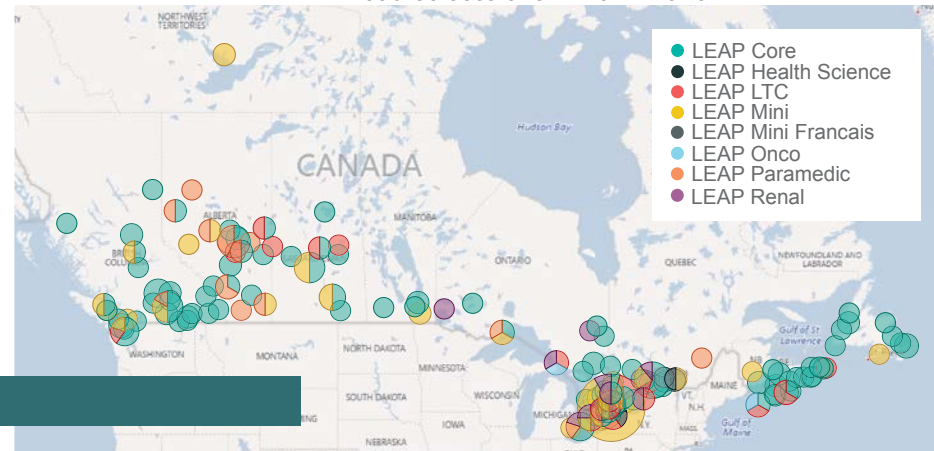 NORTHWEST
TERRITORIES
Hudson Bay
CANADA
ALBERTA
MANITOBA
ONTARIO
QUEBEC
NEWFOUNDLAND AND
LABRADOR
Gulf of St
Lawrence
NB
WASHINGTON
MONTANA
NORTH DAKOTA
MINNESOTA
SOUTH DAKOTA
WISCONSIN
MICHIGAN
IOWA
NEBRASKA
N.Y.
VT.
N.H.
MASS
MAINE
Gulf of
Maine
LEAP Core
LEAP Health Science
LEAP LTC
LEAP Mini
LEAP Mini Francais
LEAP Onco
LEAP Paramedic
LEAP Renal